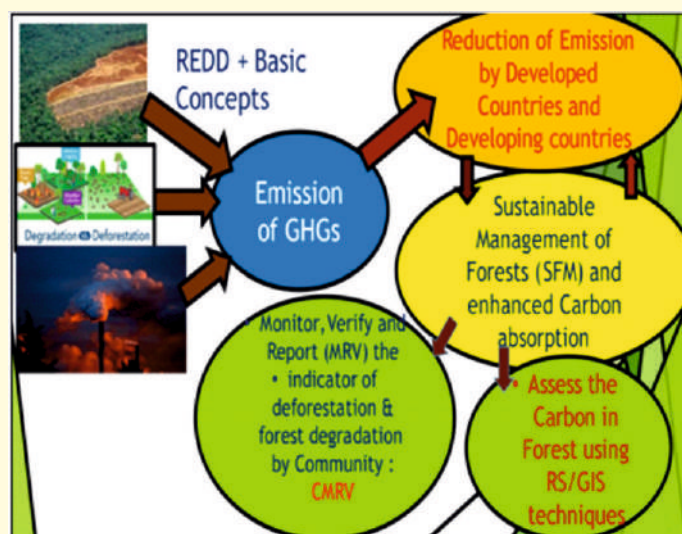 REDD + Basic
Concepts
Reduction of Emission
by Developed
Countries and
Developing countries
Degradation
Deforestation
Emission
of GHGs
Sustainable
Management of
Forests (SFM) and
enhanced Carbon
absorption
• Monitor, Verify and
Report (MRV) the
• indicator of
deforestation &
forest degradation
by Community :
CMRV
• Assess the
Carbon in
Forest using
RS/GIS
techniques